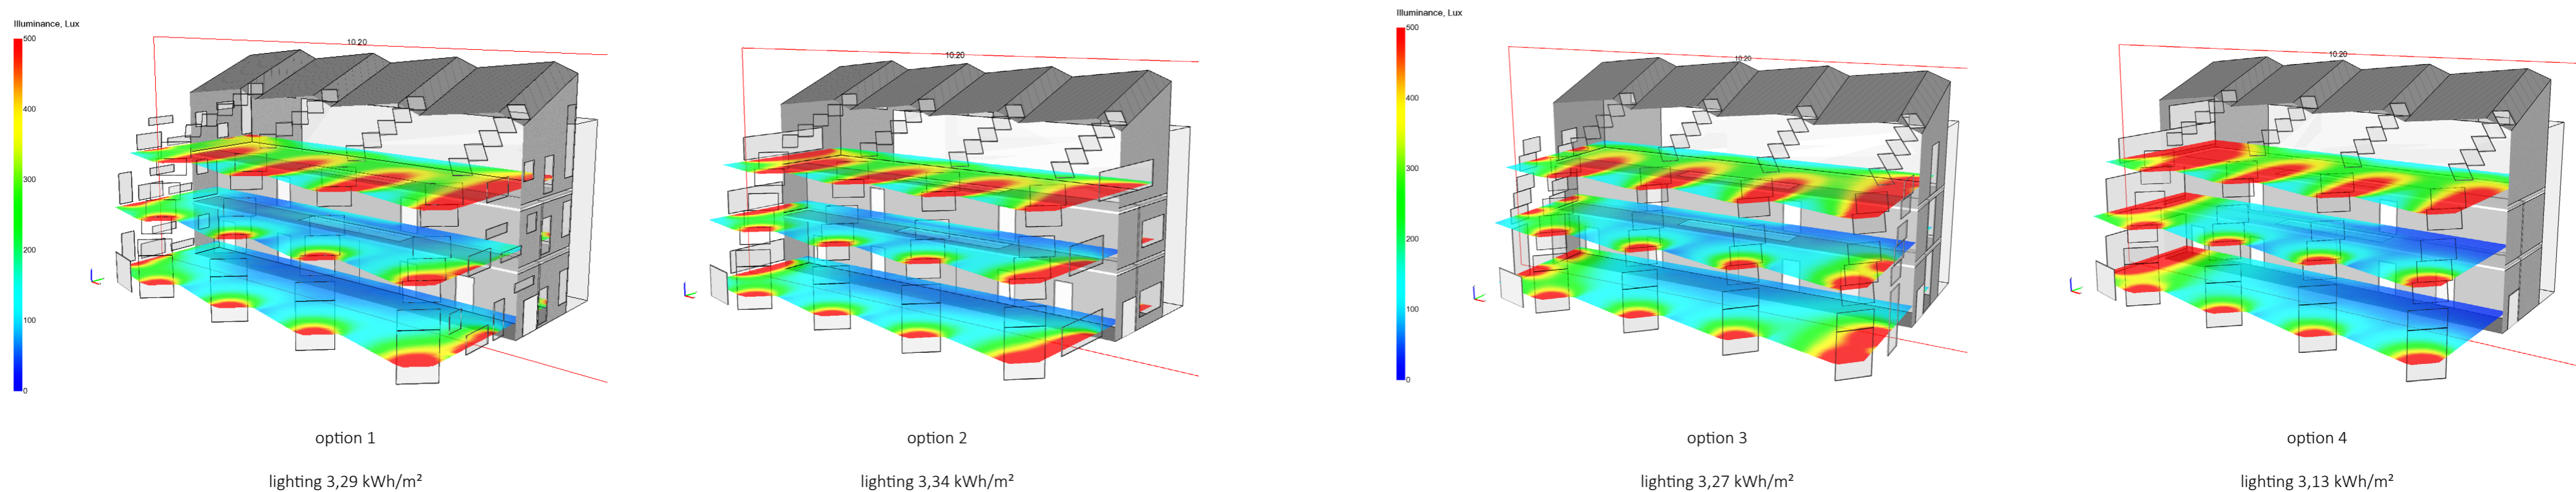 Illuminance, Lux
500
400
300
200
100
0
10.20
option 1
lighting 3,29 kWh/m²
10.20
option 2
lighting 3,34 kWh/m²
Illuminance, Lux
500
400
300
200
100
0
10.20
option 3
lighting 3,27 kWh/m²
10.20
option 4
lighting 3,13 kWh/m²